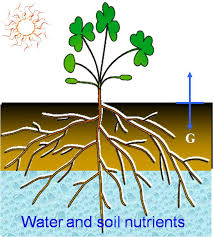 G
Water and soil nutrients